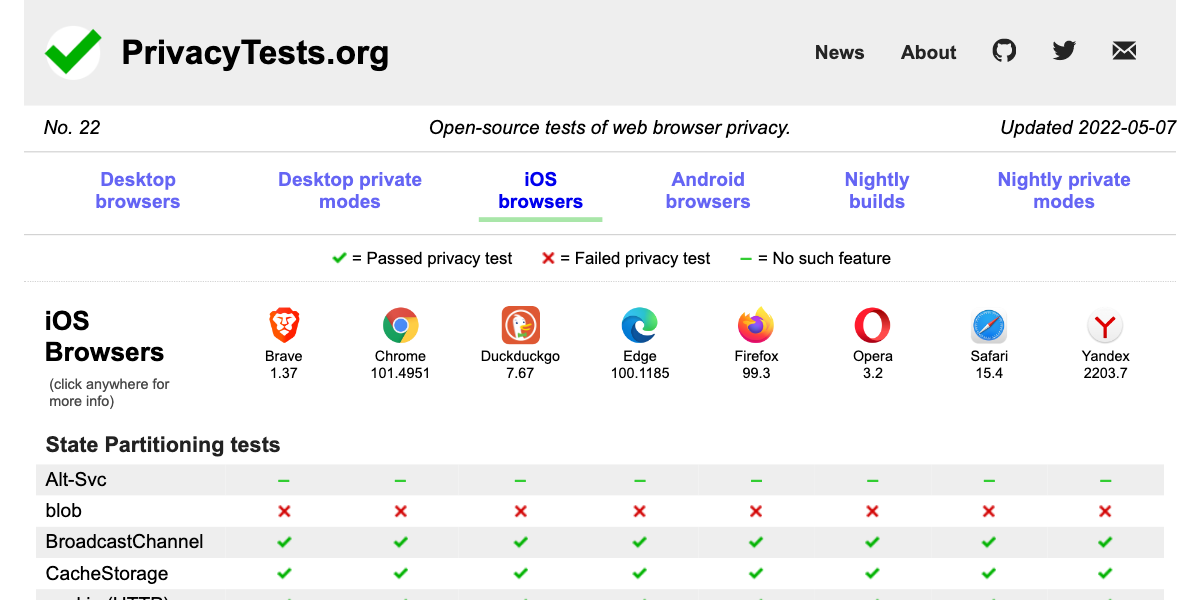 PrivacyTests.org
News About
No. 22 Open-source tests of web browser privacy. Updated 2022-05-07
Desktop browsers Desktop private modes iOS browsers Android browsers Nightly builds Nightly private modes
= Passed privacy test = Failed privacy test = No such feature
iOS Browsers
(click anywhere for more info)
Brave 1.37
Chrome 101.4951
Duckduckgo 7.67
Edge 100.1185
Firefox 99.3
Opera 3.2
Safari 15.4
Yandex 2203.7
State Partitioning tests
Alt-Svc
blob
BroadcastChannel
CacheStorage